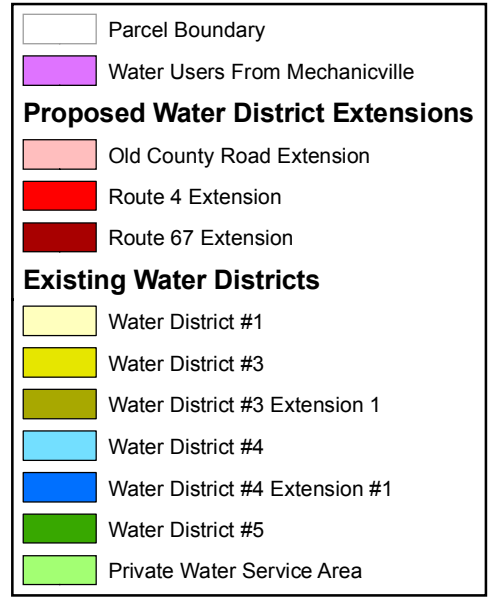 Parcel Boundary
Water Users From Mechanicville
Proposed Water District Extensions
Old County Road Extension
Route 4 Extension
Route 67 Extension
Existing Water Districts
Water District #1
Water District #3
Water District #3 Extension 1
Water District #4
Water District #4 Extension #1
Water District #5
Private Water Service Area